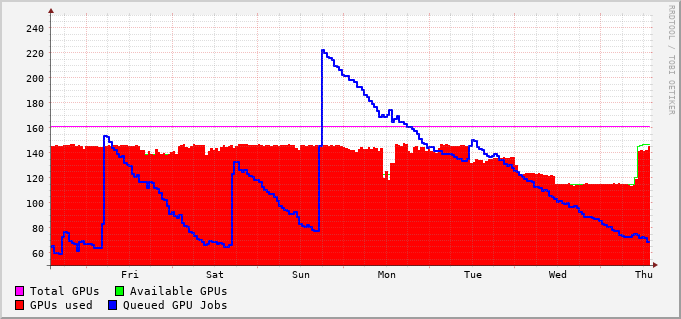 240
220
200
180
160
140
120
100
80
60
Fri Sat Sun Mon Tue Wed Thu
Total GPUs Available GPUs
GPUs used Queued GPU Jobs
RRDTOOL / TOBI OETIKER